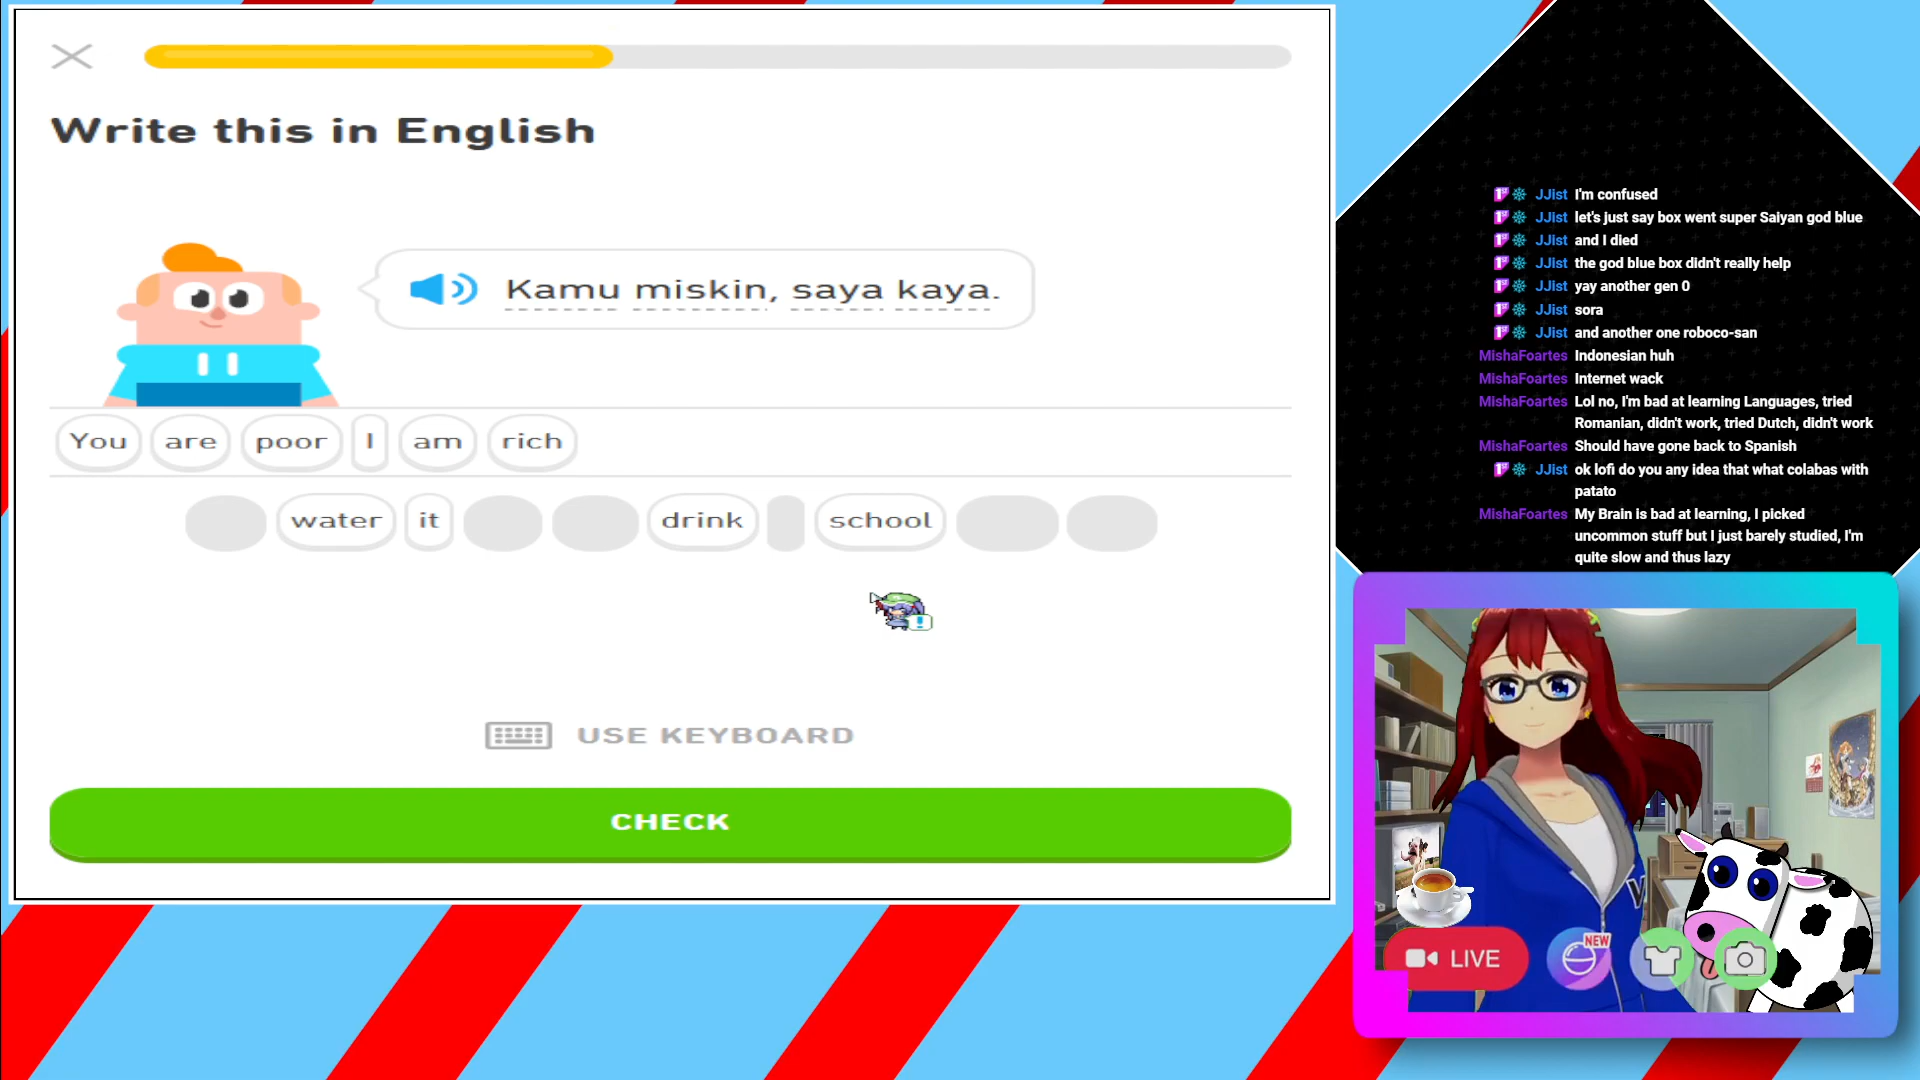 Write this in English
Kamu miskin, saya kaya.
You are poor I am rich
water it drink school
USE KEYBOARD
CHECK
JJist I'm confused
JJist let's just say box went super Saiyan god blue
JJist and I died
JJist the god blue box didn't really help
JJist yay another gen 0
JJist sora
JJist and another one roboco-san
MishaFoartes Indonesian huh
MishaFoartes Internet wack
MishaFoartes Lol no, I'm bad at learning Languages, tried
Romanian, didn't work, tried Dutch, didn't work
MishaFoartes Should have gone back to Spanish
JJist ok lofi do you any idea that what colabas with
patato
MishaFoartes My Brain is bad at learning, I picked
uncommon stuff but I just barely studied, I'm
quite slow and thus lazy
LIVE
NEW